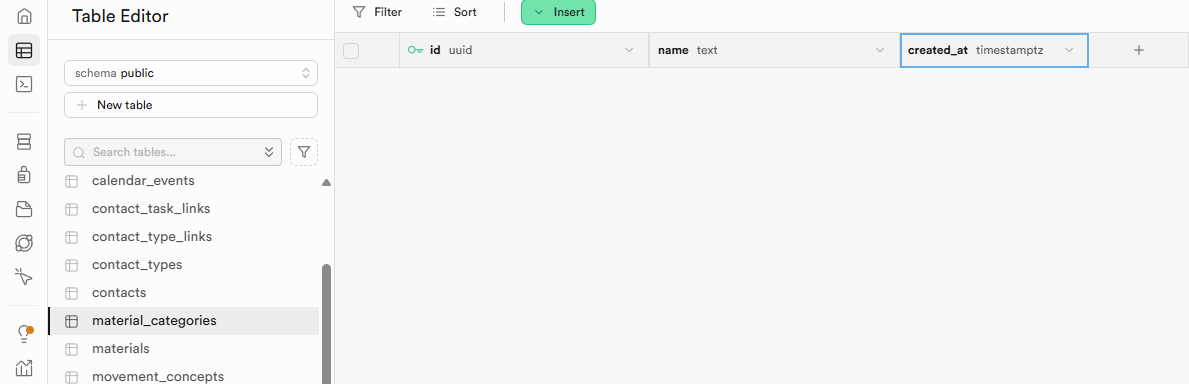 Table Editor
schema public
New table
Search tables...
calendar_events
contact_task_links
contact_type_links
contact_types
contacts
material_categories
materials
movement_concepts
Filter Sort Insert
id uuid name text created_at timestamptz